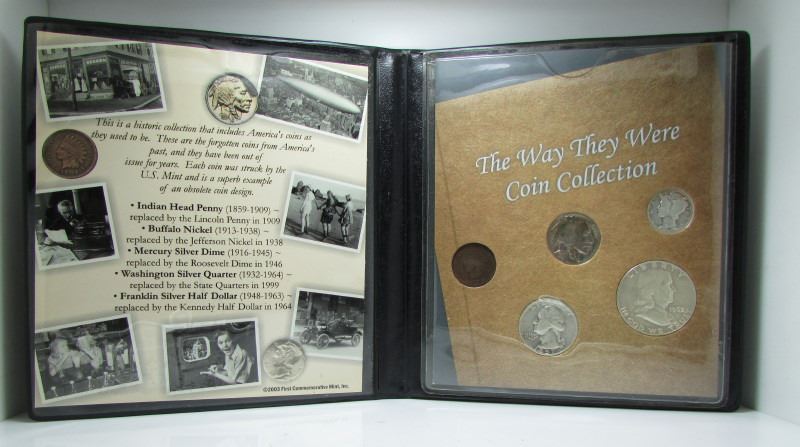 This is a historic collection that includes America's coins as
they used to be. These are the forgotten coins from America's
past, and they have been out of
issue for years. Each coin was struck by the
U.S. Mint and is a superb example
of an obsolete coin design.
• Indian Head Penny (1859-1909) ~
replaced by the Lincoln Penny in 1909
• Buffalo Nickel (1913-1938) ~
replaced by the Jefferson Nickel in 1938
• Mercury Silver Dime (1916-1945) ~
replaced by the Roosevelt Dime in 1946
• Washington Silver Quarter (1932-1964) ~
replaced by the State Quarters in 1999
• Franklin Silver Half Dollar (1948-1963) ~
replaced by the Kennedy Half Dollar in 1964
©2003 First Commemorative Mint, Inc.
The Way They Were
Coin Collection
LIBERTY
IN GOD WE TRUST